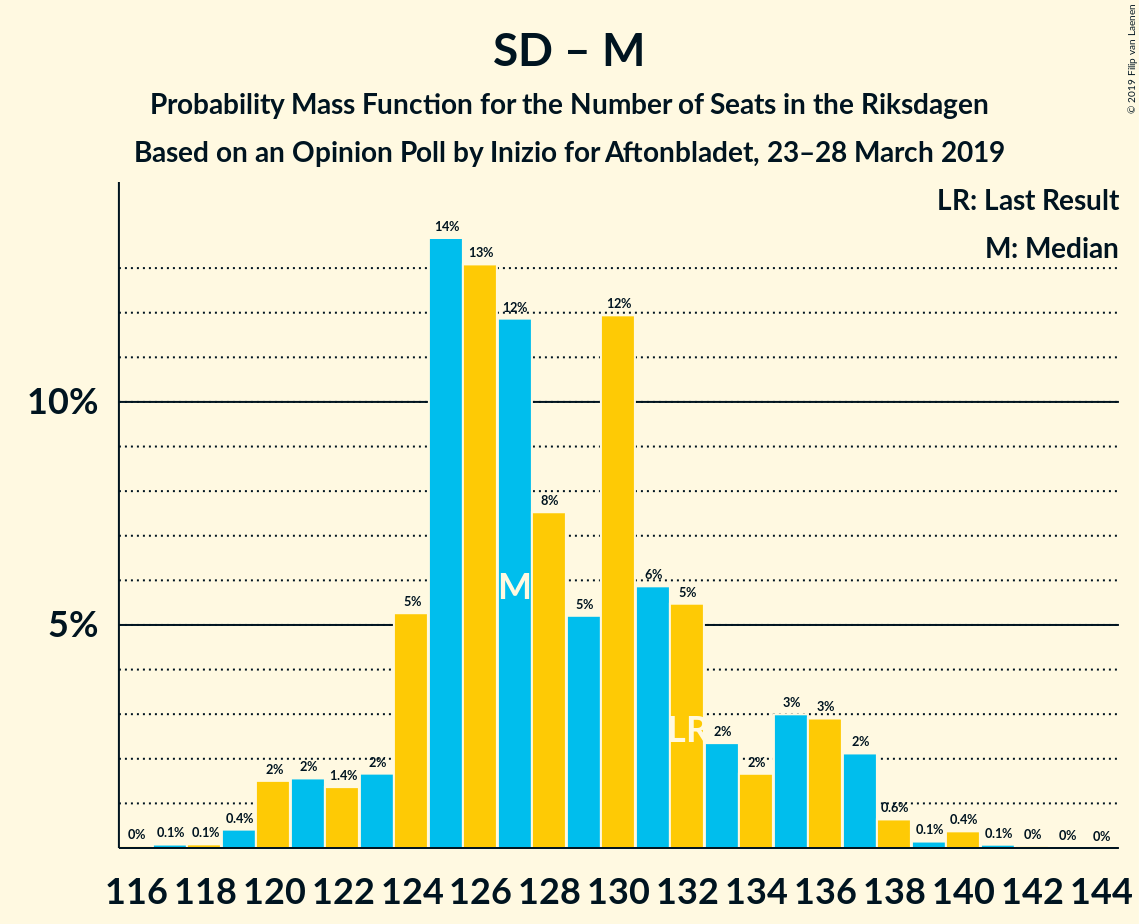 © 2019 Filip van Laenen
SD – M
Probability Mass Function for the Number of Seats in the Riksdagen
Based on an Opinion Poll by Inizio for Aftonbladet, 23–28 March 2019
LR: Last Result
M: Median
10%
5%
0% 0.1% 0.1% 0.4% 2% 2% 1.4% 2% 5% 14% 13% 12% 8% 5% 12% 6% 5% 2% 2% 3% 3% 2% 0.6% 0.1% 0.4% 0.1% 0% 0% 0%
M
LR
116 118 120 122 124 126 128 130 132 134 136 138 140 142 144